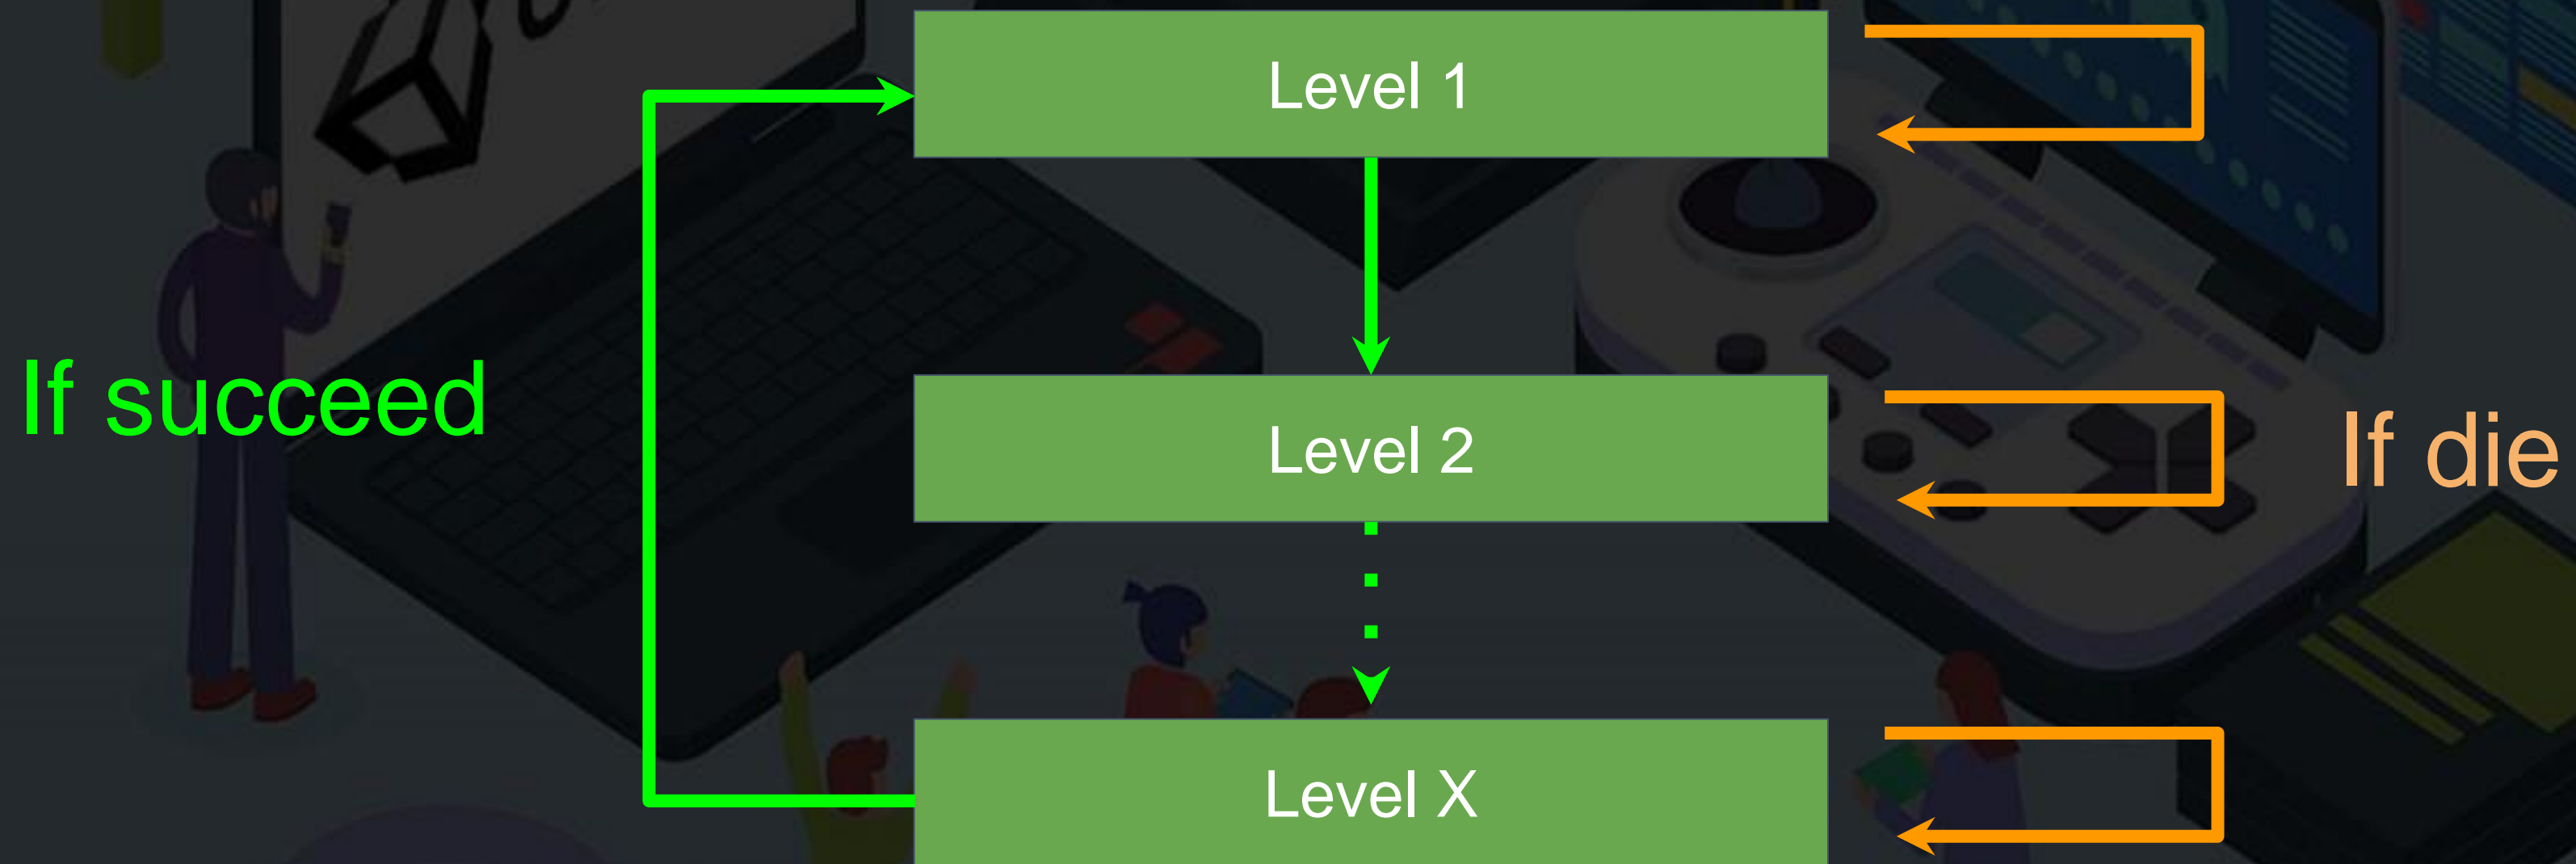 Level 1
If succeed
Level 2
If die
Level X